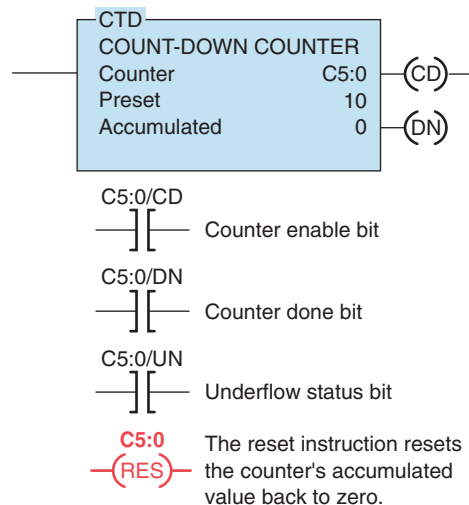 CTD
COUNT-DOWN COUNTER
Counter C5:0
Preset 10
Accumulated 0
CD
DN
C5:0/CD
Counter enable bit
C5:0/DN
Counter done bit
C5:0/UN
Underflow status bit
C5:0
RES
The reset instruction resets
the counter's accumulated
value back to zero.